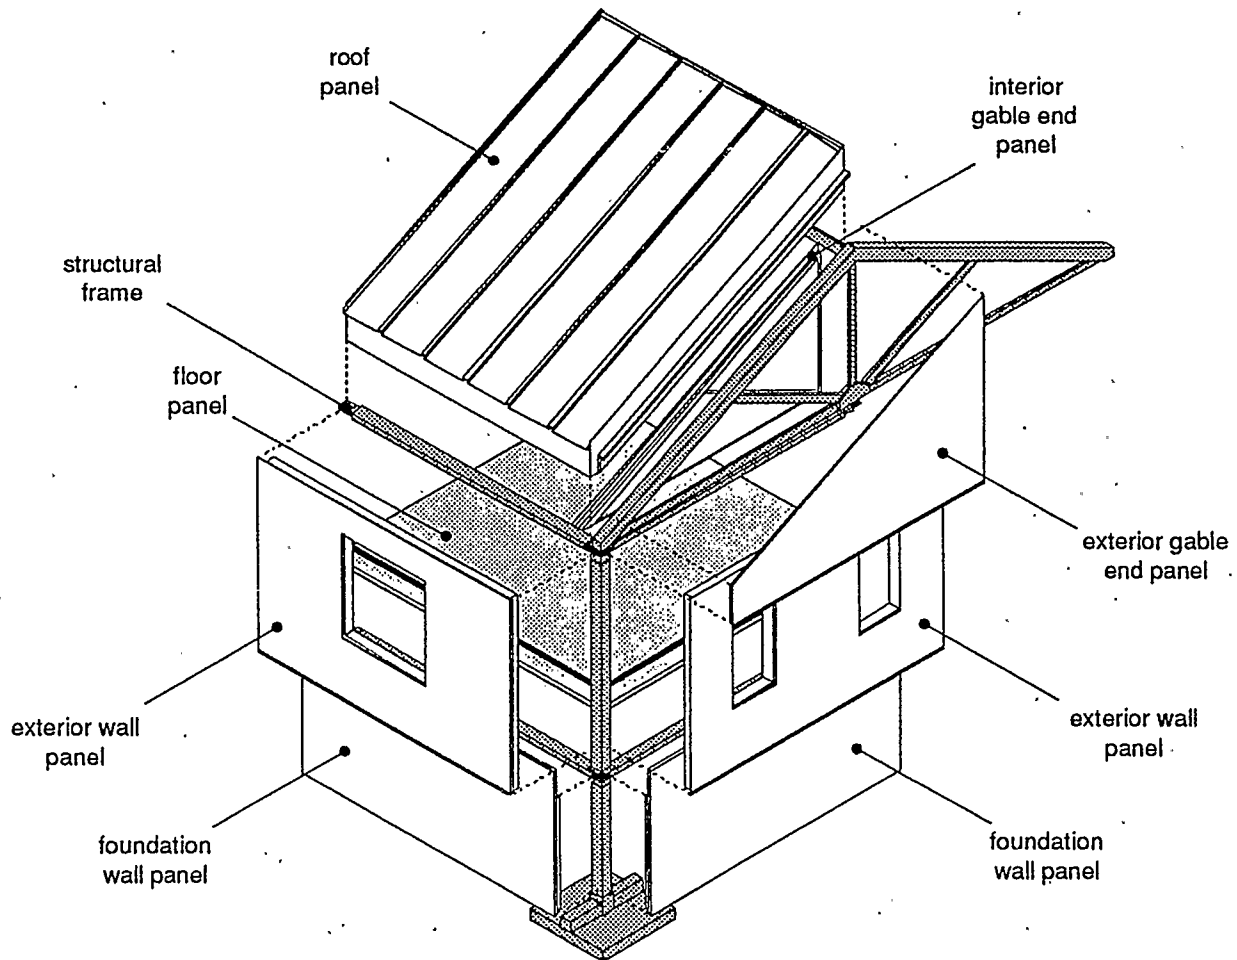 roof
panel
interior
gable end
panel
structural
frame
floor
panel
exterior gable
end panel
exterior wall
panel
exterior wall
panel
foundation
wall panel
foundation
wall panel